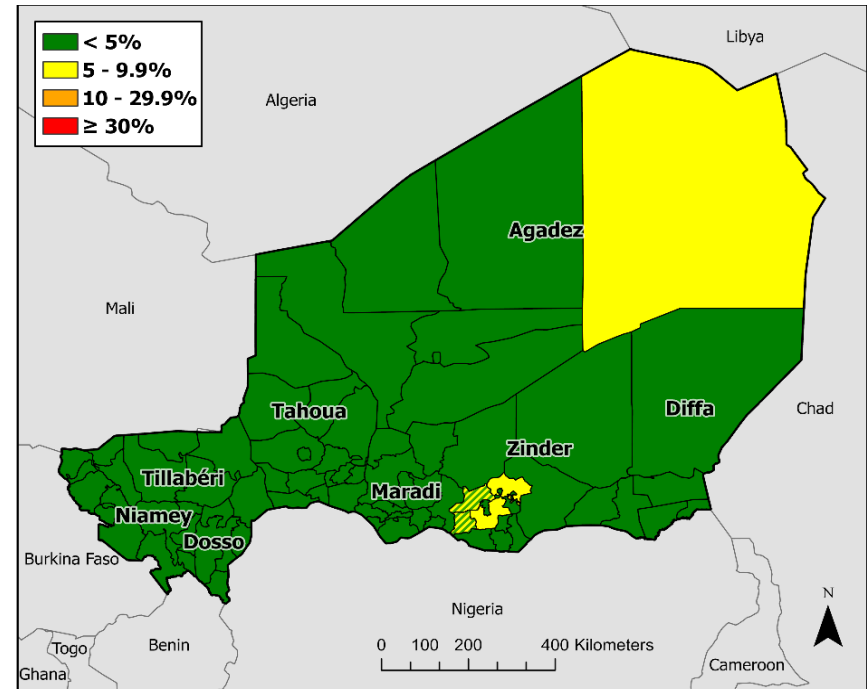 < 5%
5 - 9.9%
10 - 29.9%
≥ 30%
Libya
Algeria
Agadez
Mali
Tahoua
Diffa
Chad
Zinder
Tillabéri
Maradi
Niamey
Dosso
Burkina Faso
Nigeria
N
Benin
Togo
Ghana
0 100 200 400 Kilometers
Cameroon